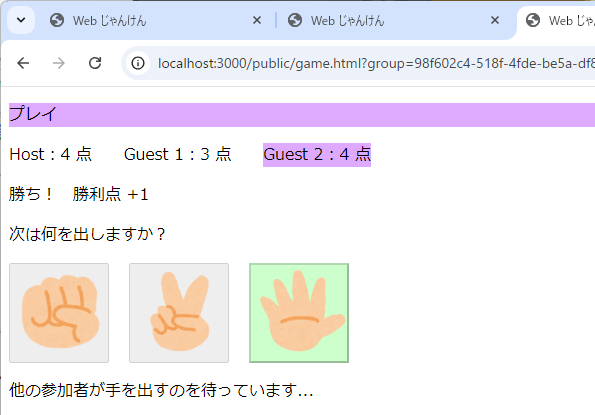 Web じゃんけん
Web じゃんけん
Web じゃんけん
localhost:3000/public/game.html?group=98f602c4-518f-4fde-be5a-df8
プレイ
Host : 4 点 Guest 1 : 3 点 Guest 2 : 4 点
勝ち！ 勝利点 +1
次は何を出しますか？
他の参加者が手を出すのを待っています...